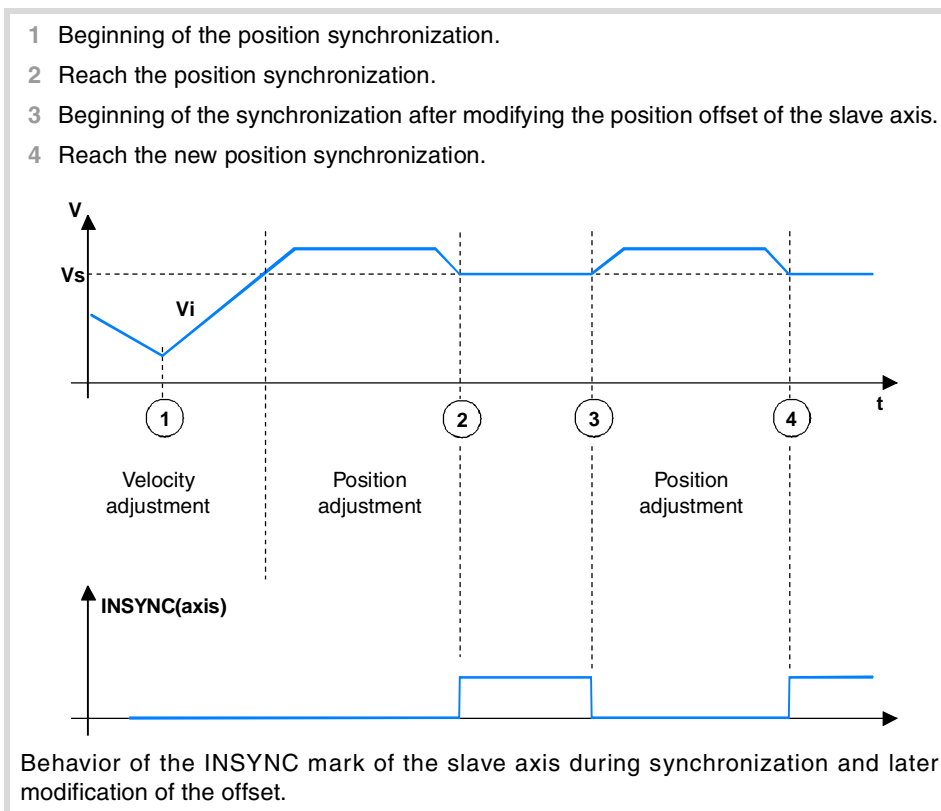 1 Beginning of the position synchronization.
2 Reach the position synchronization.
3 Beginning of the synchronization after modifying the position offset of the slave axis.
4 Reach the new position synchronization.
V
Vs
Vi
t
1
2
3
4
Velocity
adjustment
Position
adjustment
Position
adjustment
INSYNC(axis)
Behavior of the INSYNC mark of the slave axis during synchronization and later
modification of the offset.